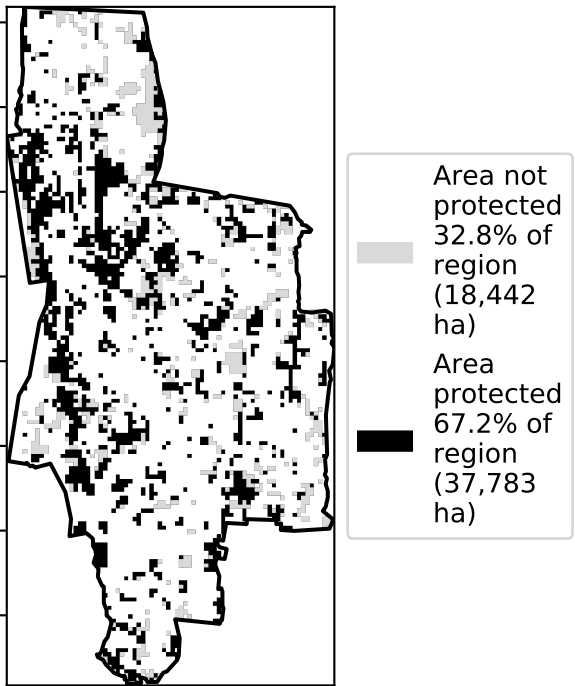 Area not
protected
32.8% of
region
(18,442
ha)
Area
protected
67.2% of
region
(37,783
ha)